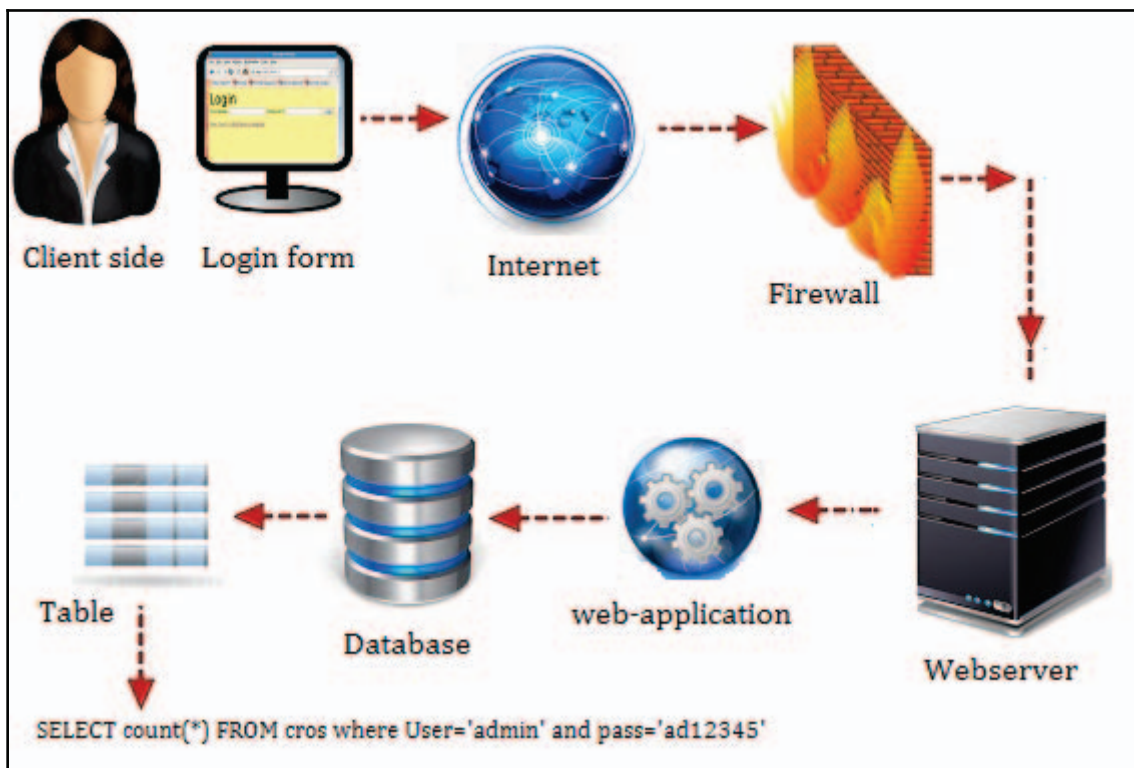 Login
Client side
Login form
Internet
Firewall
Table
Database
web-application
Webserver
SELECT count(*) FROM cros where User='admin' and pass='ad12345'